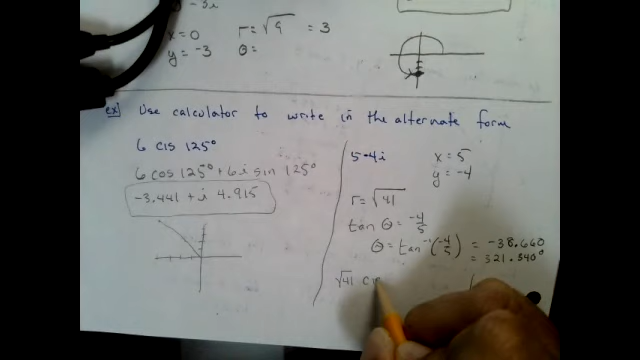 -3i
x=0 r=√9 =3
y=-3 θ=
ex) Use calculator to write in the alternate form
6 cis 125°
6 cos 125° + 6 i sin 125°
-3.441 + i 4.915
5-4i x=5
y=-4
r=√41
tan θ = -4/5
θ = tan⁻¹(-4/5) = -38.660
= 321.340°
√41 c